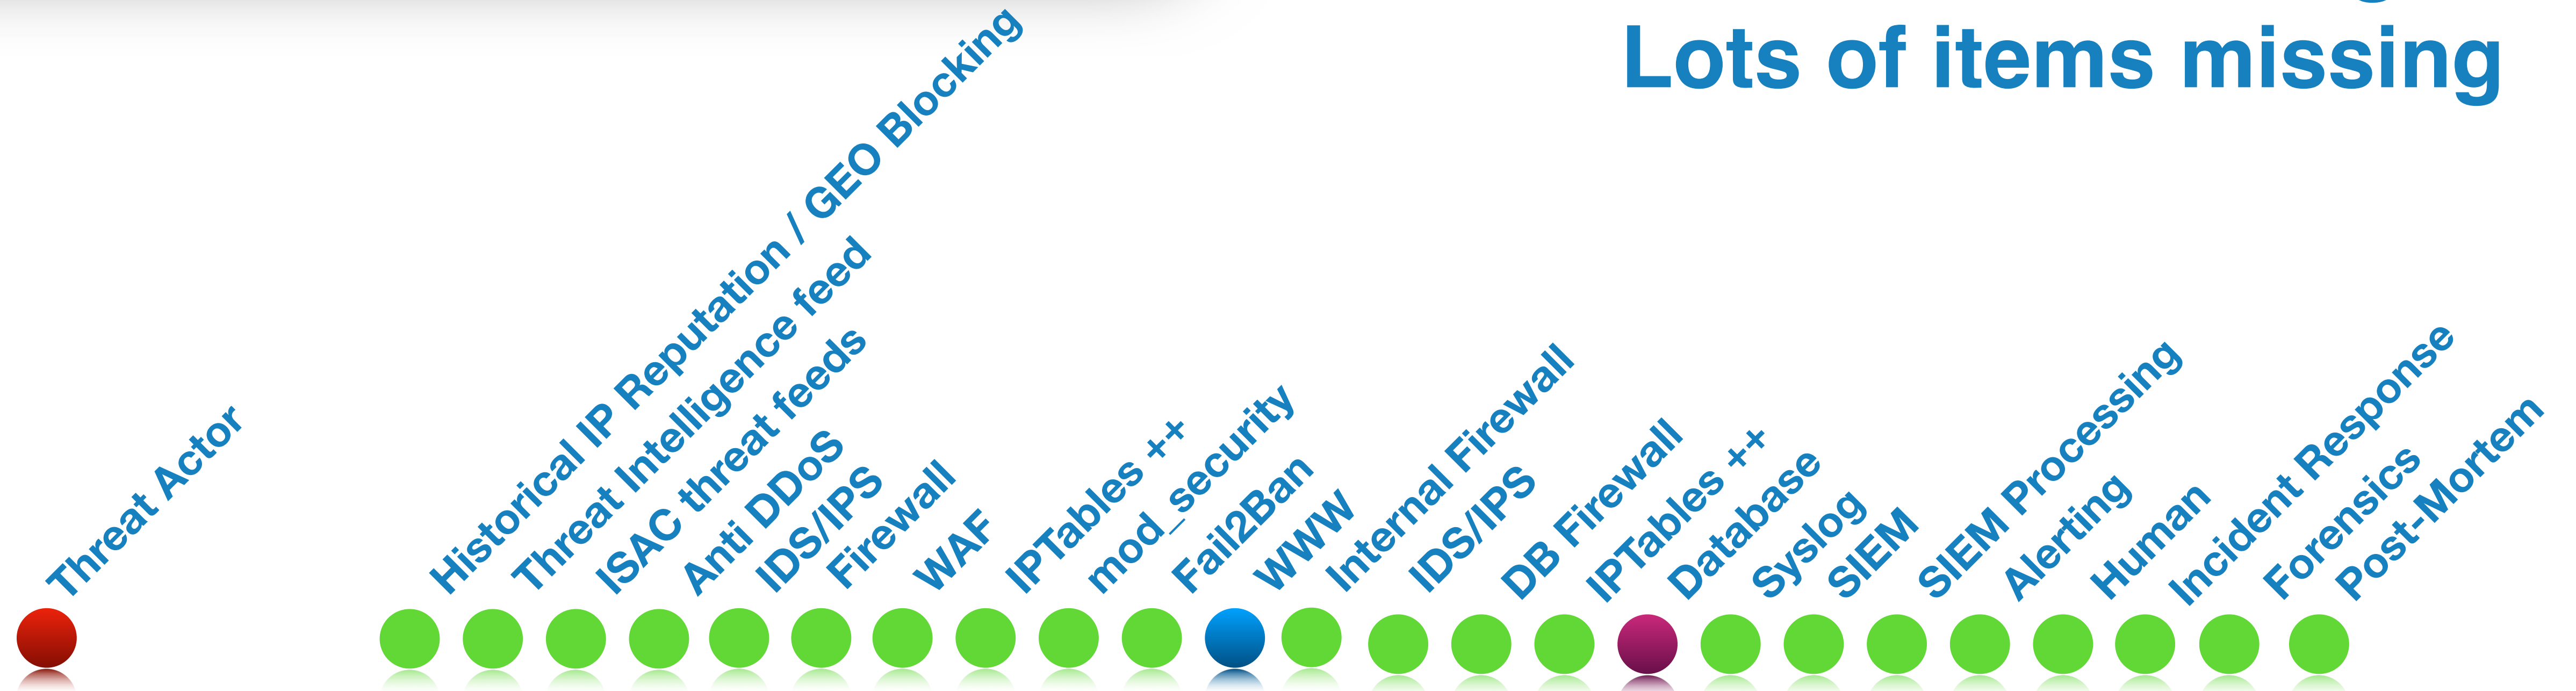 Lots of items missing
Threat Actor
Historical IP Reputation / GEO Blocking
Threat Intelligence feed
ISAC threat feeds
Anti DDoS
IDS/IPS
Firewall
WAF
IPTables ++
mod_security
Fail2Ban
WWW
Internal Firewall
IDS/IPS
DB Firewall
IPTables ++
Database
Syslog
SIEM
SIEM Processing
Alerting
Human
Incident Response
Forensics
Post-Mortem